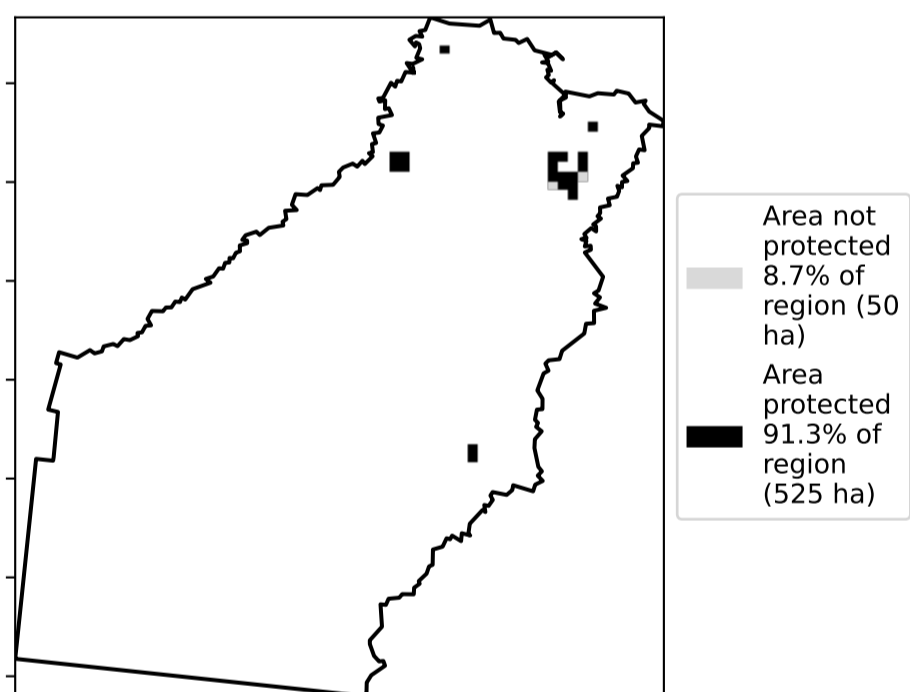 Area not
protected
8.7% of
region (50
ha)
Area
protected
91.3% of
region
(525 ha)